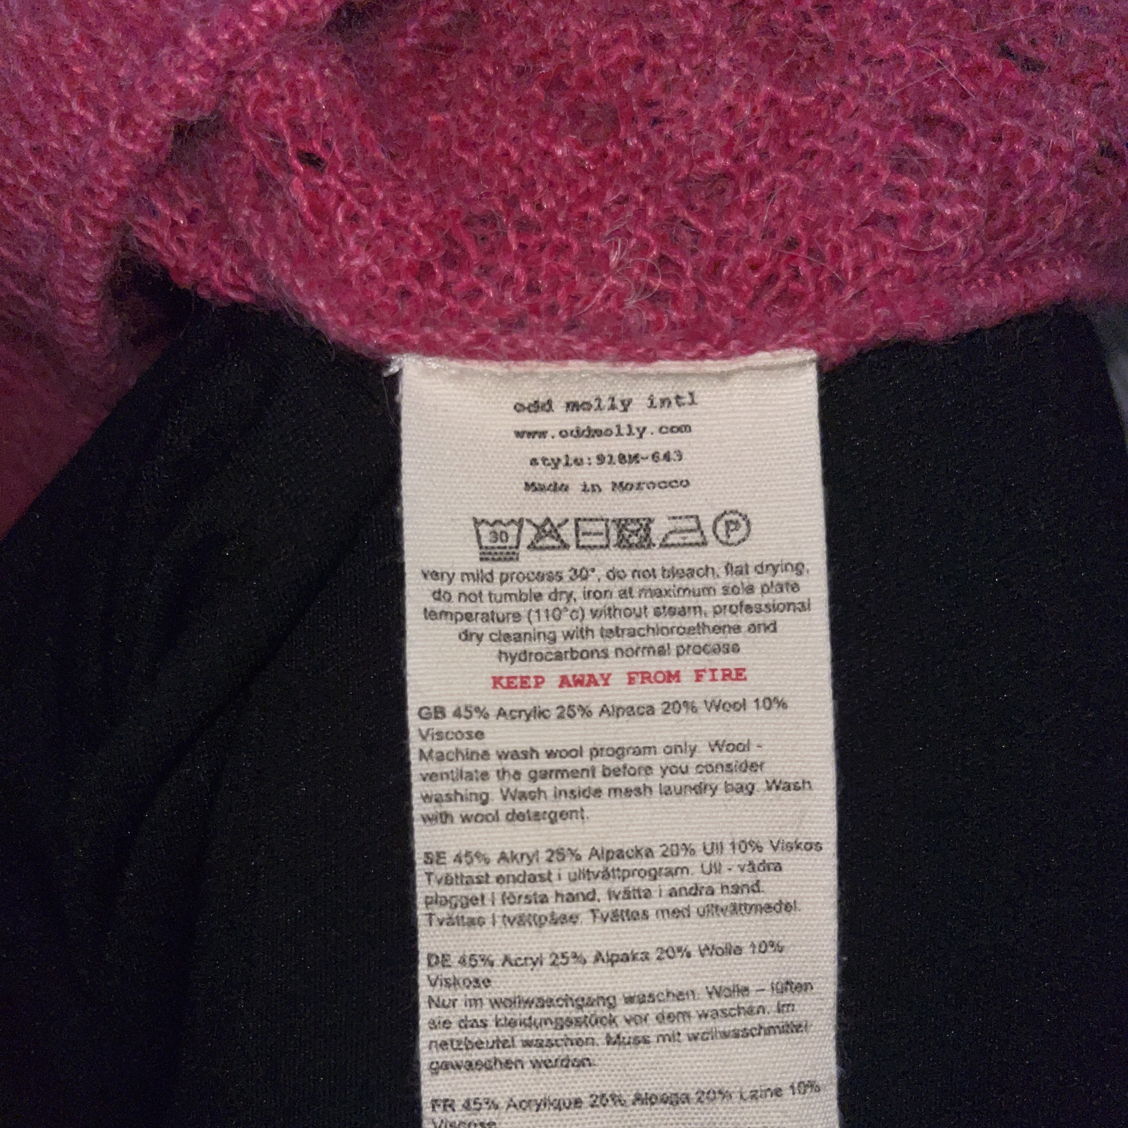 odd molly intl
www.oddmolly.com
style:918M-643
Made in Morocco
30 P
very mild process 30°, do not bleach, flat drying,
do not tumble dry, iron at maximum sole plate
temperature (110°c) without steam, professional
dry cleaning with tetrachloroethene and
hydrocarbons normal process
KEEP AWAY FROM FIRE
GB 45% Acrylic 25% Alpaca 20% Wool 10%
Viscose
Machine wash wool program only. Wool -
ventilate the garment before you consider
washing. Wash inside mesh laundry bag. Wash
with wool detergent.
SE 45% Akryl 25% Alpacka 20% Ull 10% Viskos
Tvättast endast i ulltvättprogram. Ull - vädra
plagget i första hand, tvätta i andra hand.
Tvättas i tvättpåse. Tvättes med ulltvättmedel.
DE 45% Acryl 25% Alpaka 20% Wolle 10%
Viskose
Nur im wollwaschgang waschen. Wolle – lüften
sie das kleidungsstück vor dem waschen. Im
netzbeutel waschen. Muss mit wollwaschmittel
gewaschen werden.
FR 45% Acrylique 25% Alpaga 20% Laine 10%
Viscose